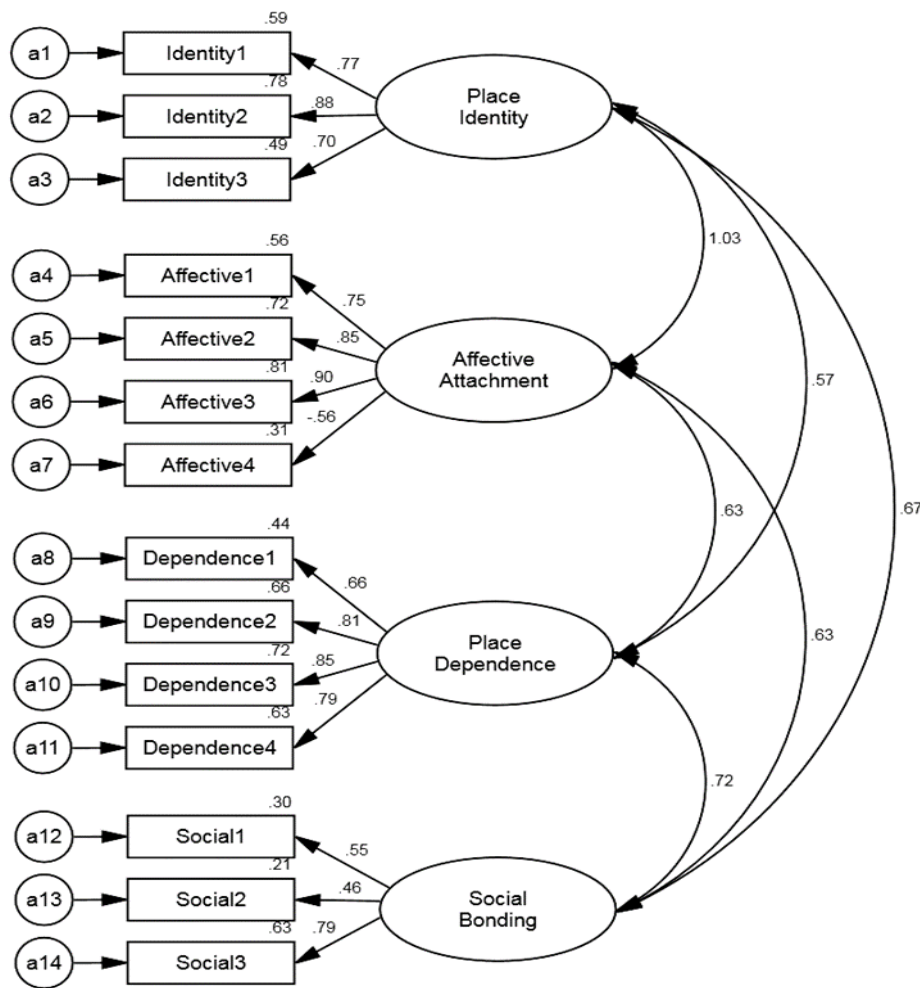 .59
a1
Identity1
.77
.78
a2
Identity2
.88
Place
Identity
.49
.70
a3
Identity3
1.03
.56
a4
Affective1
.75
.72
a5
Affective2
.85
Affective
Attachment
.81
a6
Affective3
.90
.57
.31
-.56
a7
Affective4
.67
.63
.44
a8
Dependence1
.66
.66
a9
Dependence2
.81
Place
Dependence
.63
.72
a10
Dependence3
.85
.63
.79
a11
Dependence4
.72
.30
a12
Social1
.55
.21
a13
Social2
.46
Social
Bonding
.63
.79
a14
Social3